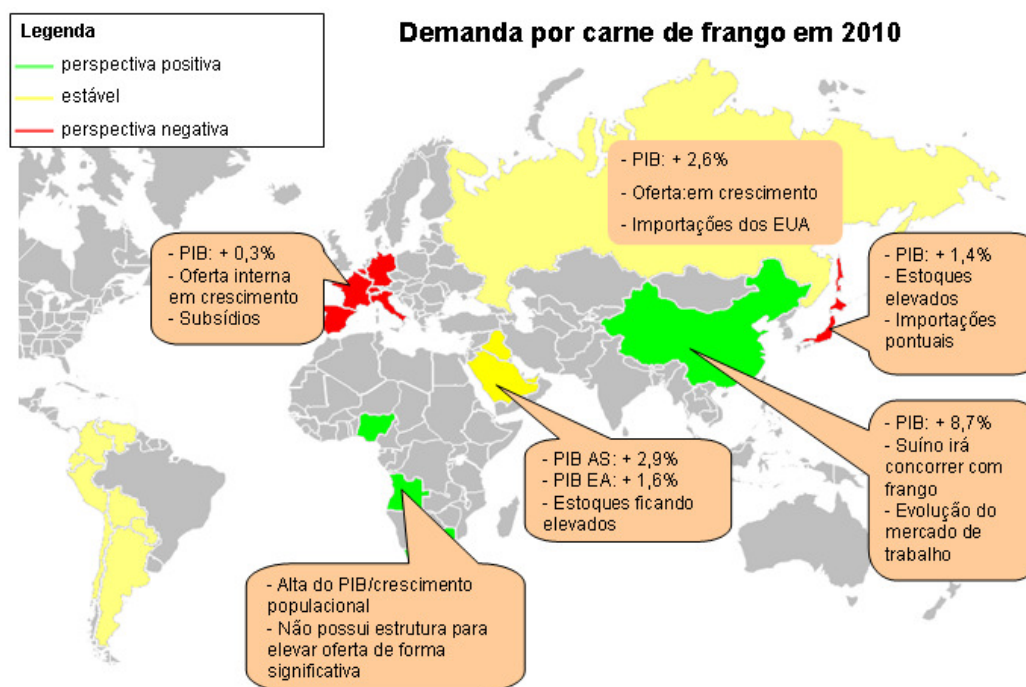 Legenda
perspectiva positiva
estável
perspectiva negativa
Demanda por carne de frango em 2010
- PIB: + 2,6%
- Oferta:em crescimento
- Importações dos EUA
- PIB: + 0,3%
- Oferta interna
em crescimento
- Subsídios
- PIB: + 1,4%
- Estoques
elevados
- Importações
pontuais
- PIB: + 8,7%
- Suíno irá
concorrer com
frango
- Evolução do
mercado de
trabalho
- PIB AS: + 2,9%
- PIB EA: + 1,6%
- Estoques ficando
elevados
- Alta do PIB/crescimento
populacional
- Não possui estrutura para
elevar oferta de forma
significativa